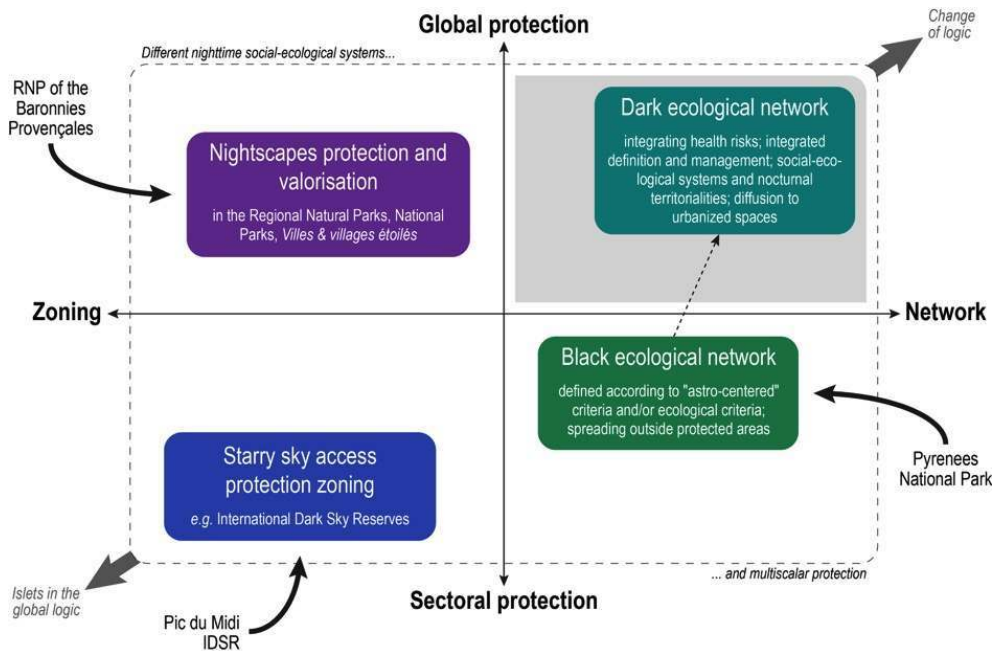 Global protection
Change
of logic
Different nighttime social-ecological systems...
RNP of the
Baronnies
Provençales
Nightscapes protection and
valorisation
in the Regional Natural Parks, National
Parks, Villes & villages étoilés
Dark ecological network
integrating health risks; integrated
definition and management; social-eco-
logical systems and nocturnal
territorialities; diffusion to
urbanized spaces
Zoning
Network
Black ecological network
defined according to "astro-centered"
criteria and/or ecological criteria;
spreading outside protected areas
Starry sky access
protection zoning
e.g. International Dark Sky Reserves
Pyrenees
National Park
... and multiscalar protection
Islets in the
global logic
Sectoral protection
Pic du Midi
IDSR